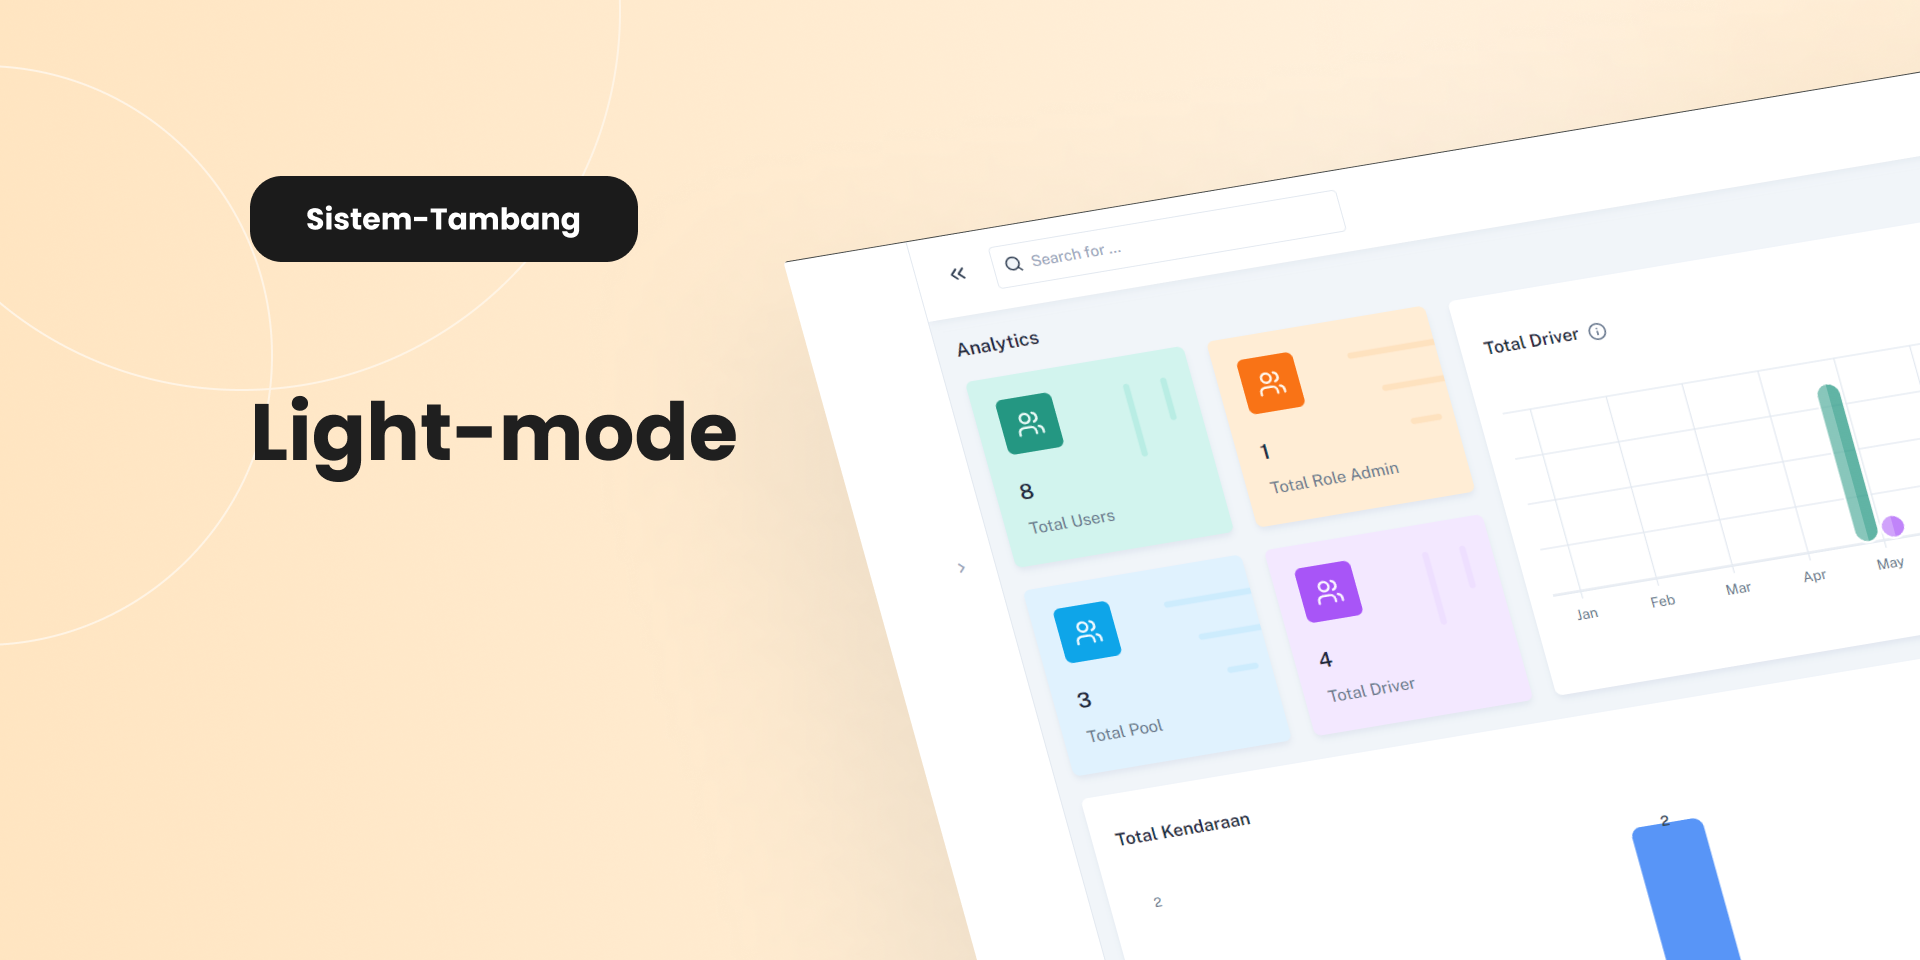 Sistem-Tambang
Light-mode
Search for ...
Analytics
8
Total Users
1
Total Role Admin
3
Total Pool
4
Total Driver
Total Driver
Jan
Feb
Mar
Apr
May
Total Kendaraan
2
2